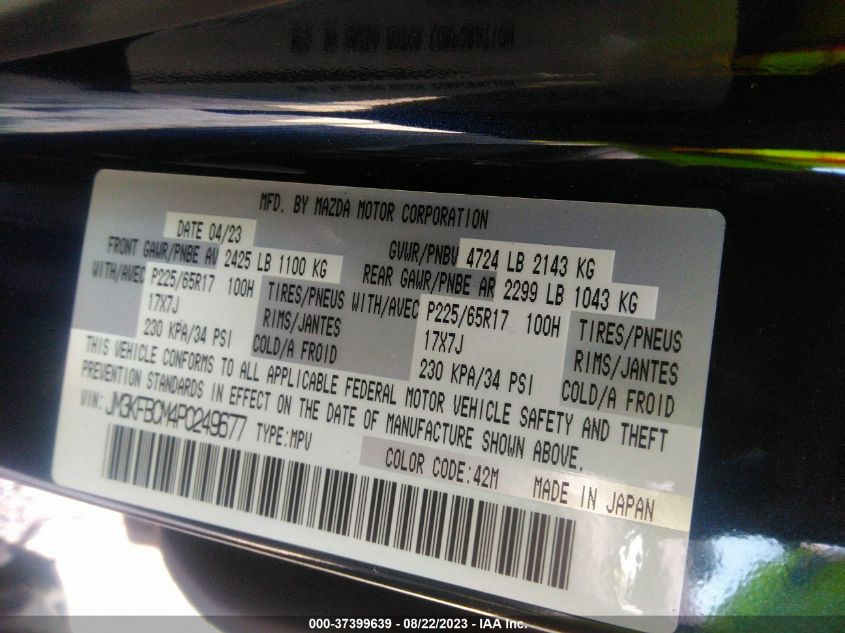 MFD. BY MAZDA MOTOR CORPORATION
DATE 04/23
GVWR/PNBV 4724 LB 2143 KG
FRONT GAWR/PNBE AV 2425 LB 1100 KG
REAR GAWR/PNBE AR 2299 LB 1043 KG
WITH/AVEC P225/65R17 100H TIRES/PNEUS
17X7J RIMS/JANTES
230 KPA/34 PSI COLD/A FROID
WITH/AVEC P225/65R17 100H TIRES/PNEUS
17X7J RIMS/JANTES
230 KPA/34 PSI COLD/A FROID
THIS VEHICLE CONFORMS TO ALL APPLICABLE FEDERAL MOTOR VEHICLE SAFETY AND THEFT
PREVENTION STANDARDS IN EFFECT ON THE DATE OF MANUFACTURE SHOWN ABOVE.
VIN: JM3KFBCM4P0249677 TYPE:MPV
COLOR CODE:42M MADE IN JAPAN
000-37399639 - 08/22/2023 - IAA Inc.